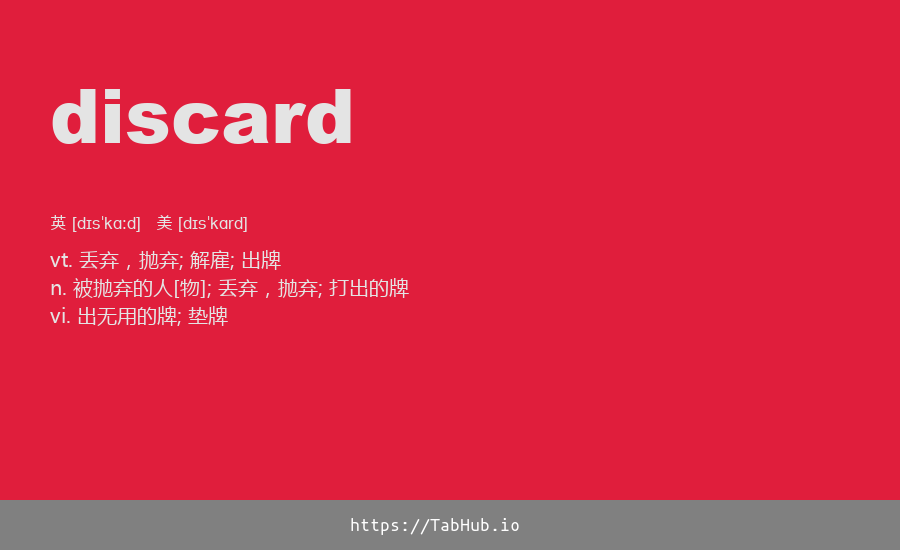 discard
英 [dɪsˈkɑːd] 美 [dɪsˈkɑrd]
vt. 丢弃，抛弃; 解雇; 出牌
n. 被抛弃的人[物]; 丢弃，抛弃; 打出的牌
vi. 出无用的牌; 垫牌
https://TabHub.io